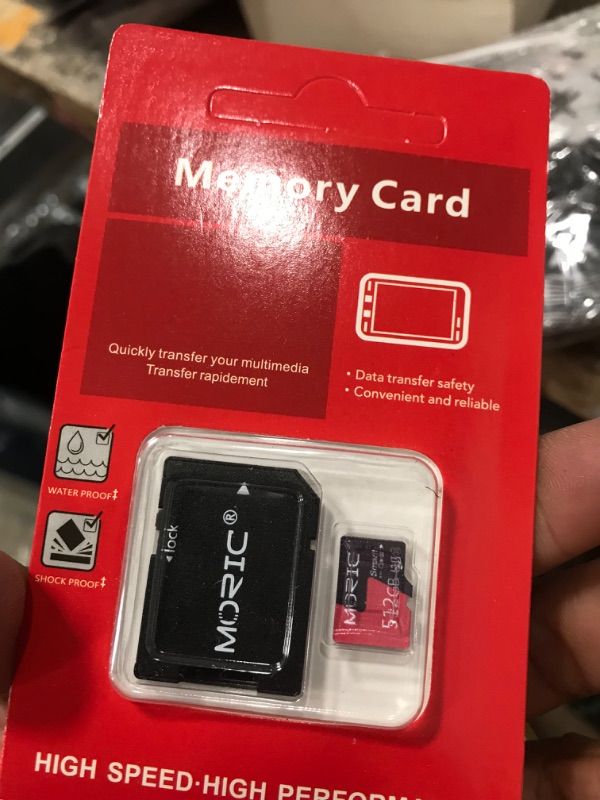 Memory Card
Quickly transfer your multimedia
Transfer rapidement
• Data transfer safety
• Convenient and reliable
WATER PROOF‡
SHOCK PROOF‡
◂lock
MORIC®
MORIC
Smart
512GB
HIGH SPEED·HIGH